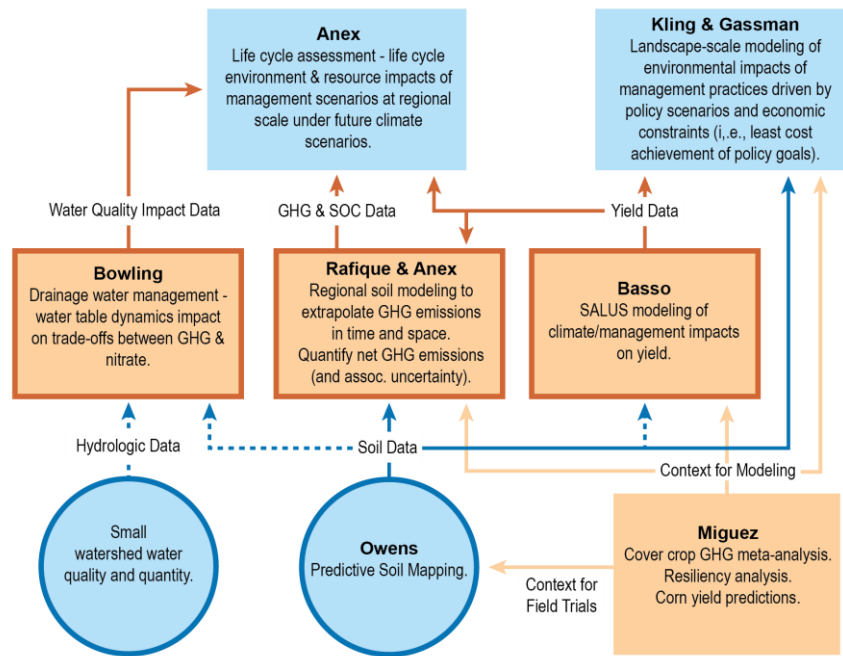 Anex
Life cycle assessment - life cycle
environment & resource impacts of
management scenarios at regional
scale under future climate
scenarios.
Kling & Gassman
Landscape-scale modeling of
environmental impacts of
management practices driven by
policy scenarios and economic
constraints (i,.e., least cost
achievement of policy goals).
Water Quality Impact Data
GHG & SOC Data
Yield Data
Bowling
Drainage water management -
water table dynamics impact
on trade-offs between GHG &
nitrate.
Rafique & Anex
Regional soil modeling to
extrapolate GHG emissions
in time and space.
Quantify net GHG emissions
(and assoc. uncertainty).
Basso
SALUS modeling of
climate/management impacts
on yield.
Hydrologic Data
Soil Data
Context for Modeling
Small
watershed water
quality and quantity.
Owens
Predictive Soil Mapping.
Context for
Field Trials
Miguez
Cover crop GHG meta-analysis.
Resiliency analysis.
Corn yield predictions.